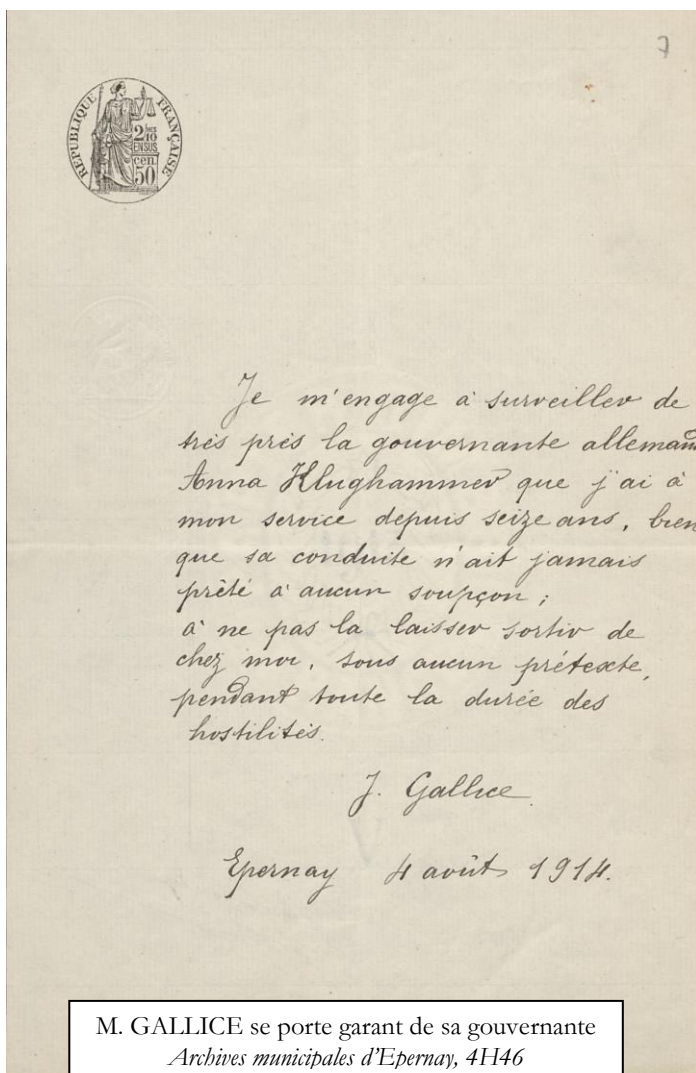 7
RÉPUBLIQUE FRANÇAISE
2/10
EN SUS
50 cen.
Je m'engage à surveiller de
très près la gouvernante alleman
Anna Klughammer que j'ai à
mon service depuis seize ans, bien
que sa conduite n'ait jamais
prêté à aucun soupçon ;
à ne pas la laisser sortir de
chez moi, sous aucun prétexte,
pendant toute la durée des
hostilités.
J. Gallice
Epernay 4 août 1914.
M. GALLICE se porte garant de sa gouvernante
Archives municipales d'Epernay, 4H46